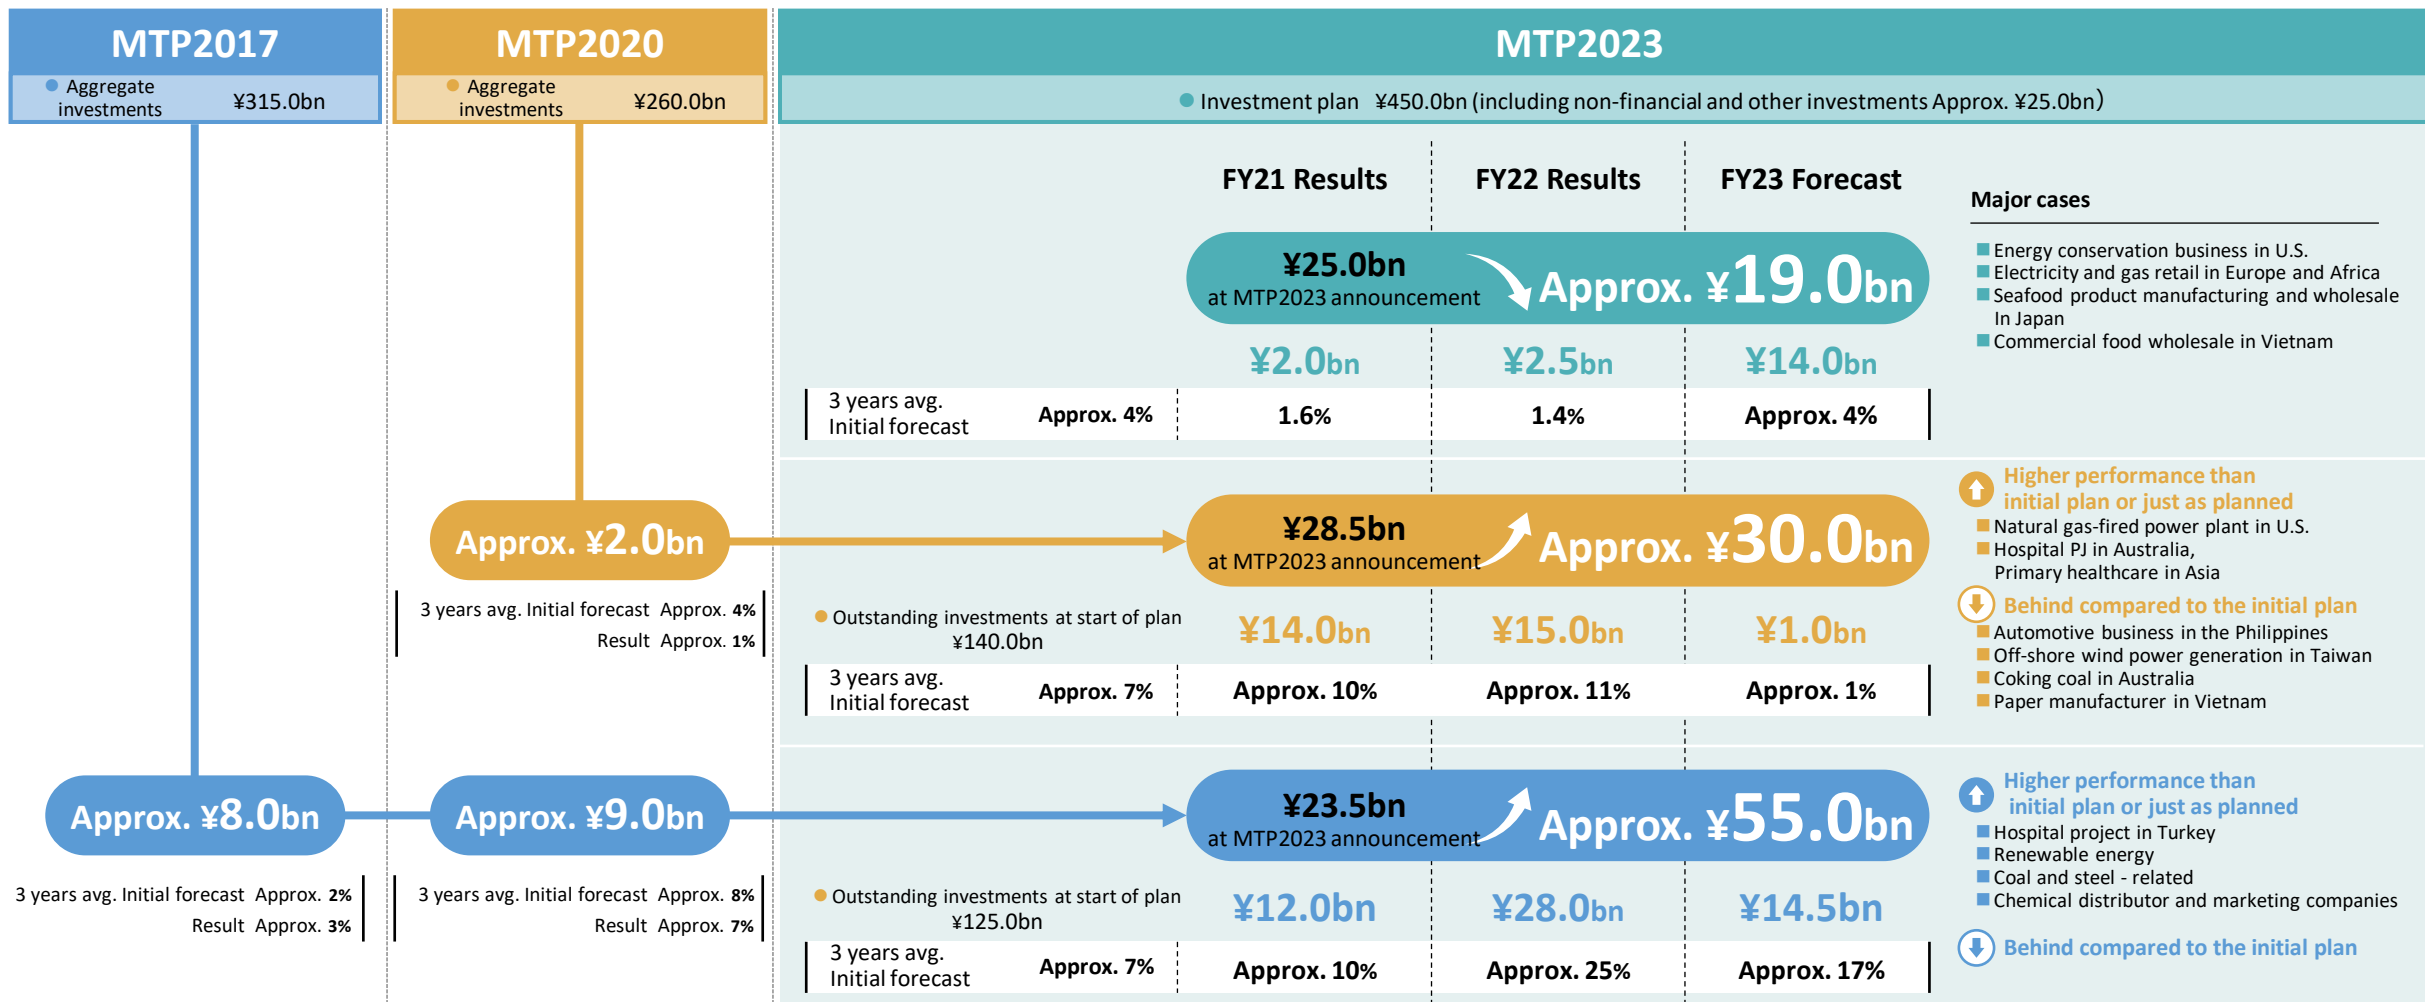 MTP2017
Aggregate
investments
¥315.0bn
MTP2020
Aggregate
investments
¥260.0bn
MTP2023
Investment plan ¥450.0bn (including non-financial and other investments Approx. ¥25.0bn)
FY21 Results
FY22 Results
FY23 Forecast
¥25.0bn
at MTP2023 announcement
Approx. ¥19.0bn
¥2.0bn
¥2.5bn
¥14.0bn
3 years avg.
Initial forecast
Approx. 4%
1.6%
1.4%
Approx. 4%
Major cases
Energy conservation business in U.S.
Electricity and gas retail in Europe and Africa
Seafood product manufacturing and wholesale
In Japan
Commercial food wholesale in Vietnam
Approx. ¥2.0bn
3 years avg. Initial forecast Approx. 4%
Result Approx. 1%
¥28.5bn
at MTP2023 announcement
Approx. ¥30.0bn
Outstanding investments at start of plan
¥140.0bn
¥14.0bn
¥15.0bn
¥1.0bn
3 years avg.
Initial forecast
Approx. 7%
Approx. 10%
Approx. 11%
Approx. 1%
Higher performance than
initial plan or just as planned
Natural gas-fired power plant in U.S.
Hospital PJ in Australia,
Primary healthcare in Asia
Behind compared to the initial plan
Automotive business in the Philippines
Off-shore wind power generation in Taiwan
Coking coal in Australia
Paper manufacturer in Vietnam
Approx. ¥8.0bn
3 years avg. Initial forecast Approx. 2%
Result Approx. 3%
Approx. ¥9.0bn
3 years avg. Initial forecast Approx. 8%
Result Approx. 7%
¥23.5bn
at MTP2023 announcement
Approx. ¥55.0bn
Outstanding investments at start of plan
¥125.0bn
¥12.0bn
¥28.0bn
¥14.5bn
3 years avg.
Initial forecast
Approx. 7%
Approx. 10%
Approx. 25%
Approx. 17%
Higher performance than
initial plan or just as planned
Hospital project in Turkey
Renewable energy
Coal and steel - related
Chemical distributor and marketing companies
Behind compared to the initial plan